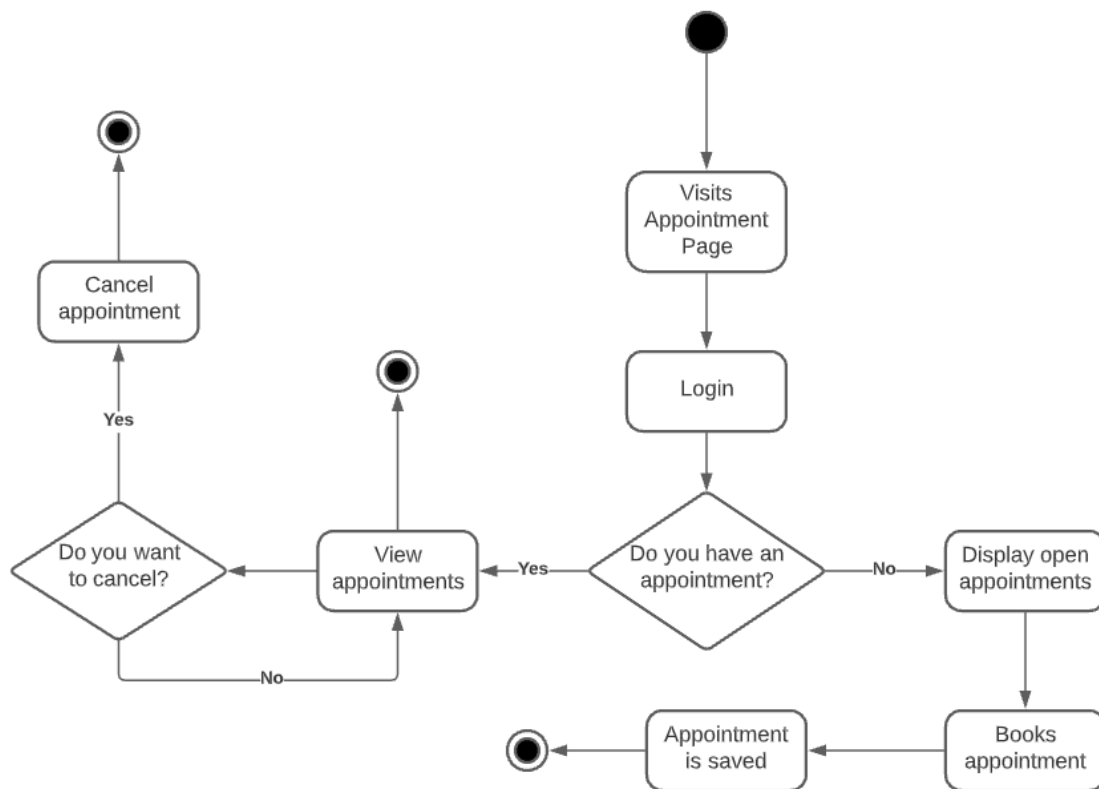 Visits
Appointment
Page
Cancel
appointment
Login
Yes
Do you want
to cancel?
View
appointments
Yes
Do you have an
appointment?
No
Display open
appointments
No
Appointment
is saved
Books
appointment